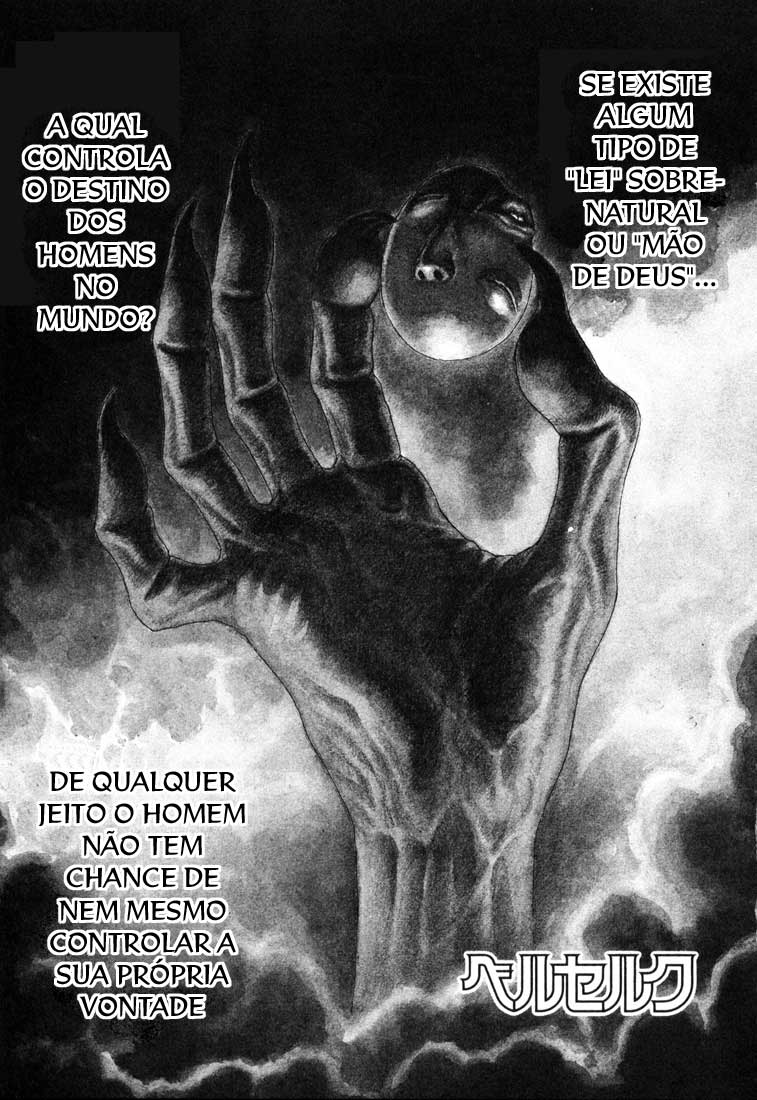 SE EXISTE
ALGUM
TIPO DE
"LEI" SOBRE-
NATURAL
OU "MÃO
DE DEUS"...
A QUAL
CONTROLA
O DESTINO
DOS
HOMENS
NO
MUNDO?
DE QUALQUER
JEITO O HOMEM
NÃO TEM
CHANCE DE
NEM MESMO
CONTROLAR A
SUA PRÓPRIA
VONTADE
ベルセルク